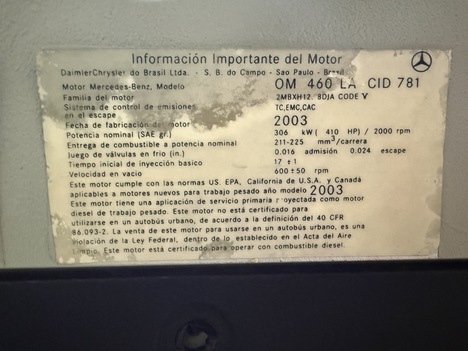 Información Importante del Motor
DaimlerChrysler do Brasil Ltda. - S. B. do Campo - Sao Paulo - Brasil
Motor Mercedes-Benz, Modelo OM 460 LA CID 781
Familia del motor 2MBXH12.8DJA CODE V
Sistema de control de emisiones en el escape TC,EMC,CAC
Fecha de fabricación del motor 2003
Potencia nominal (SAE gr.) 306 kW (410 HP) / 2000 rpm
Entrega de combustible a potencia nominal 211-225 mm³/carrera
Juego de válvulas en frio (in.) 0.016 admisión 0.024 escape
Tiempo inicial de inyección basico 17 ±1
Velocidad en vacio 600 ±50 rpm
Este motor cumple con las normas US. EPA, California de U.S.A. y Canadá
aplicables a motores nuevos para trabajo pesado año modelo 2003
Este motor tiene una aplicación de servicio primaria proyectada como motor
diesel de trabajo pesado. Este motor no está certificado para
utilizarse en un autobús urbano, de acuerdo a la definición del 40 CFR
86.093-2. La venta de este motor para usarse en un autobús urbano, es una
violación de la Ley Federal, dentro de lo establecido en el Acta del Aire
Limpio. Este motor está certificado para operar con combustible diesel.